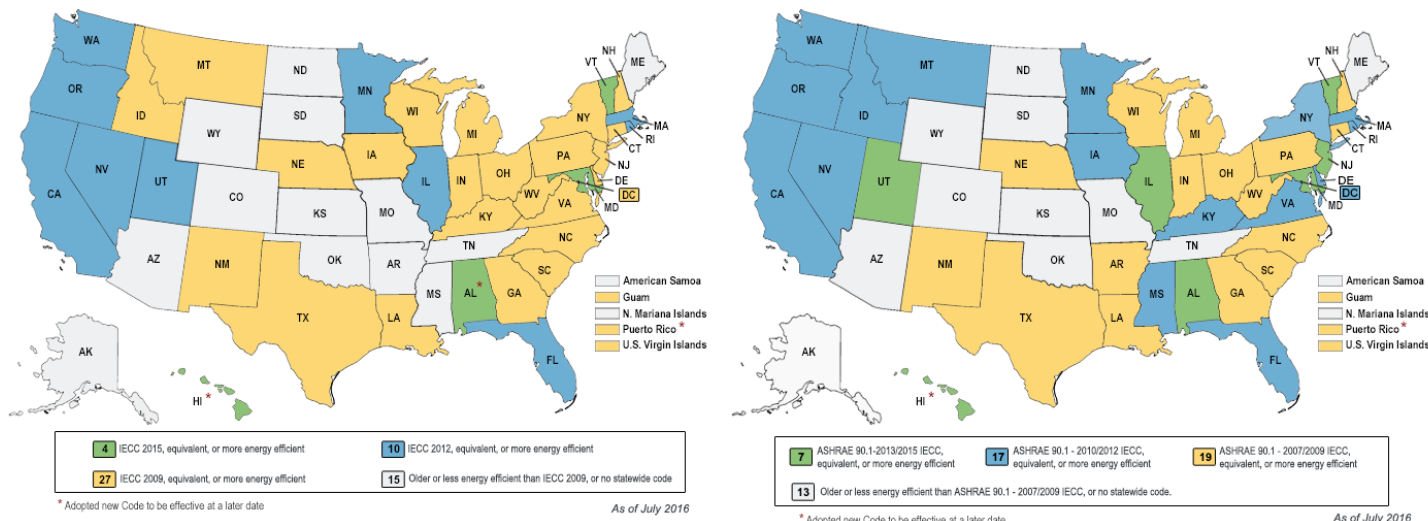 WA
OR
CA
NV
ID
MT
WY
UT
AZ
CO
NM
ND
SD
NE
KS
OK
TX
MN
IA
MO
AR
LA
WI
IL
MS
MI
IN
KY
TN
AL *
OH
WV
GA
FL
SC
NC
VA
PA
NY
VT
NH
ME
MA
RI
CT
NJ
DE
DC
MD
AK
HI *
American Samoa
Guam
N. Mariana Islands
Puerto Rico *
U.S. Virgin Islands
4 IECC 2015, equivalent, or more energy efficient
10 IECC 2012, equivalent, or more energy efficient
27 IECC 2009, equivalent, or more energy efficient
15 Older or less energy efficient than IECC 2009, or no statewide code
* Adopted new Code to be effective at a later date
As of July 2016
WA
OR
CA
NV
ID
MT
WY
UT
AZ
CO
NM
ND
SD
NE
KS
OK
TX
MN
IA
MO
AR
LA
WI
IL
MS
MI
IN
KY
TN
AL
OH
WV
GA
FL
SC
NC
VA
PA
NY
VT
NH
ME
MA
RI
CT
NJ
DE
DC
MD
AK
HI *
American Samoa
Guam
N. Mariana Islands
Puerto Rico *
U.S. Virgin Islands
7 ASHRAE 90.1-2013/2015 IECC,
equivalent, or more energy efficient
17 ASHRAE 90.1 - 2010/2012 IECC,
equivalent, or more energy efficient
19 ASHRAE 90.1 - 2007/2009 IECC,
equivalent, or more energy efficient
13 Older or less energy efficient than ASHRAE 90.1 - 2007/2009 IECC, or no statewide code.
* Adopted new Code to be effective at a later date
As of July 2016